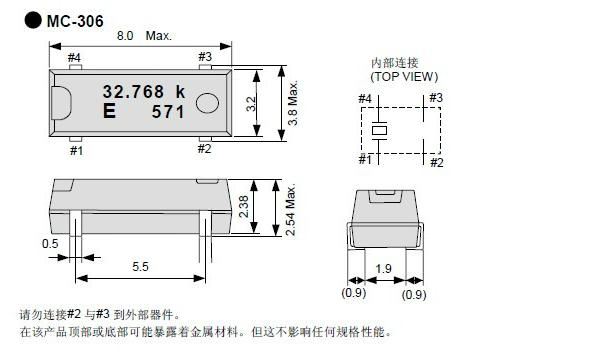 ● MC-306
8.0 Max.
#4 #3
32.768 k
E 571
3.2
3.8 Max.
#1 #2
内部连接
(TOP VIEW)
#4 #3
#1 #2
2.38
2.54 Max.
0.5
5.5
1.9
(0.9) (0.9)
请勿连接#2 与#3 到外部器件。
在该产品顶部或底部可能暴露着金属材料。但这不影响任何规格性能。